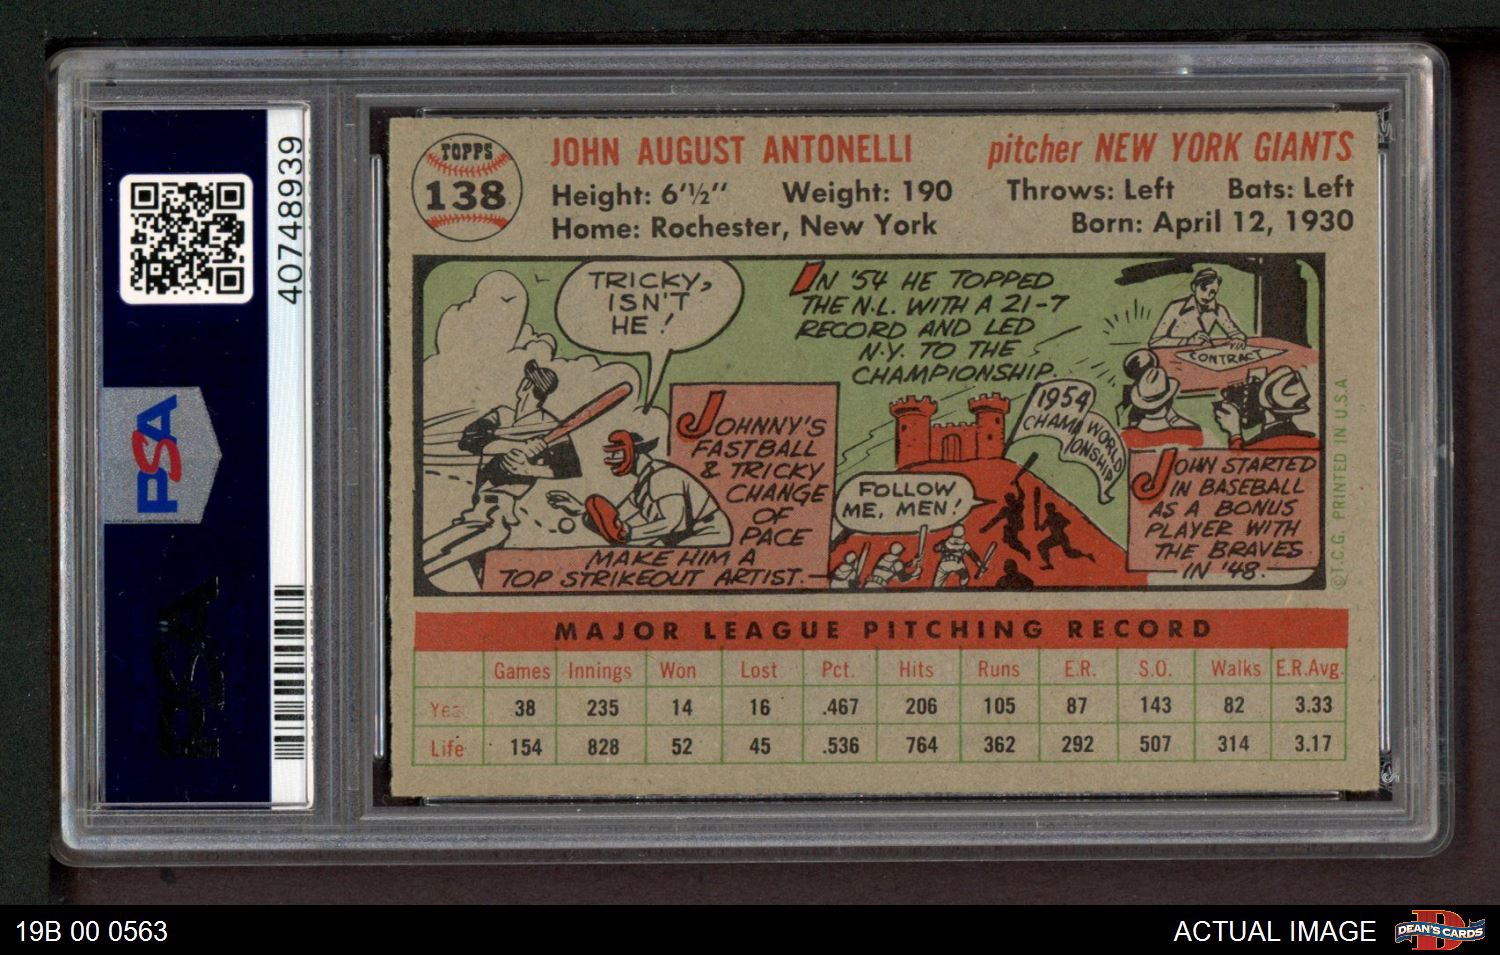 40748939
PSA
PSA
TOPPS
138
JOHN AUGUST ANTONELLI pitcher NEW YORK GIANTS
Height: 6'½" Weight: 190 Throws: Left Bats: Left
Home: Rochester, New York Born: April 12, 1930
TRICKY,
ISN'T
HE!
JOHNNY'S
FASTBALL
& TRICKY
CHANGE
OF
PACE
MAKE HIM A
TOP STRIKEOUT ARTIST.
IN '54 HE TOPPED
THE N.L. WITH A 21-7
RECORD AND LED
N.Y. TO THE
CHAMPIONSHIP.
1954
WORLD
CHAMPIONSHIP
FOLLOW
ME, MEN!
CONTRACT
JOHN STARTED
IN BASEBALL
AS A BONUS
PLAYER WITH
THE BRAVES
IN '48.
©T.C.G. PRINTED IN U.S.A
MAJOR LEAGUE PITCHING RECORD
Games Innings Won Lost Pct. Hits Runs E.R. S.O. Walks E.R.Avg.
Year 38 235 14 16 .467 206 105 87 143 82 3.33
Life 154 828 52 45 .536 764 362 292 507 314 3.17
19B 00 0563
ACTUAL IMAGE
D
DEAN'S CARDS